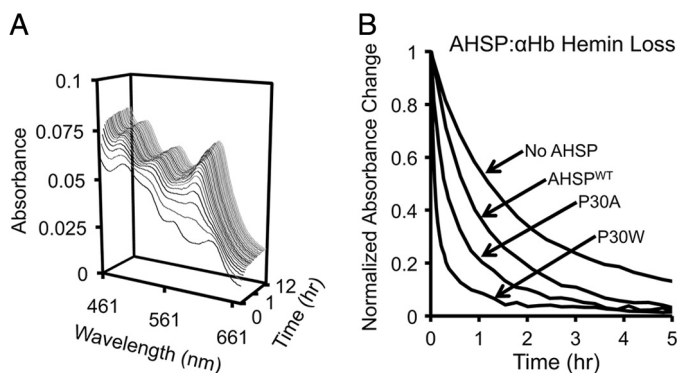 A
0.1
0.075
0.05
0.025
0
Absorbance
461
561
661
Wavelength (nm)
0
1
12
Time (hr)
B
AHSP:αHb Hemin Loss
1
0.8
0.6
0.4
0.2
0
Normalized Absorbance Change
No AHSP
AHSPWT
P30A
P30W
0
1
2
3
4
5
Time (hr)